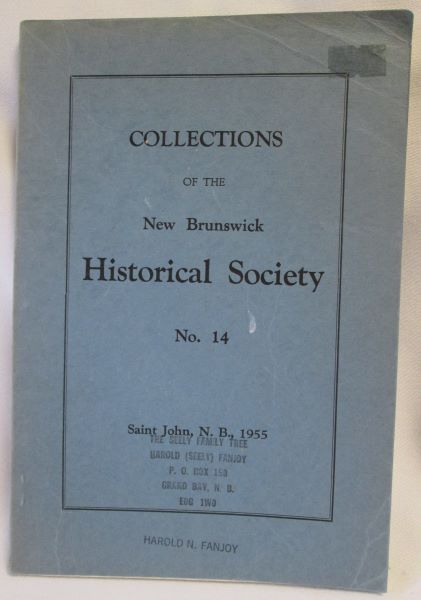 COLLECTIONS
OF THE
New Brunswick
Historical Society
No. 14
Saint John, N. B., 1955
THE SEELY FAMILY TREE
HAROLD (SEELY) FANJOY
P. O. BOX 150
GRAND BAY, N. B.
E0G 1W0
HAROLD N. FANJOY